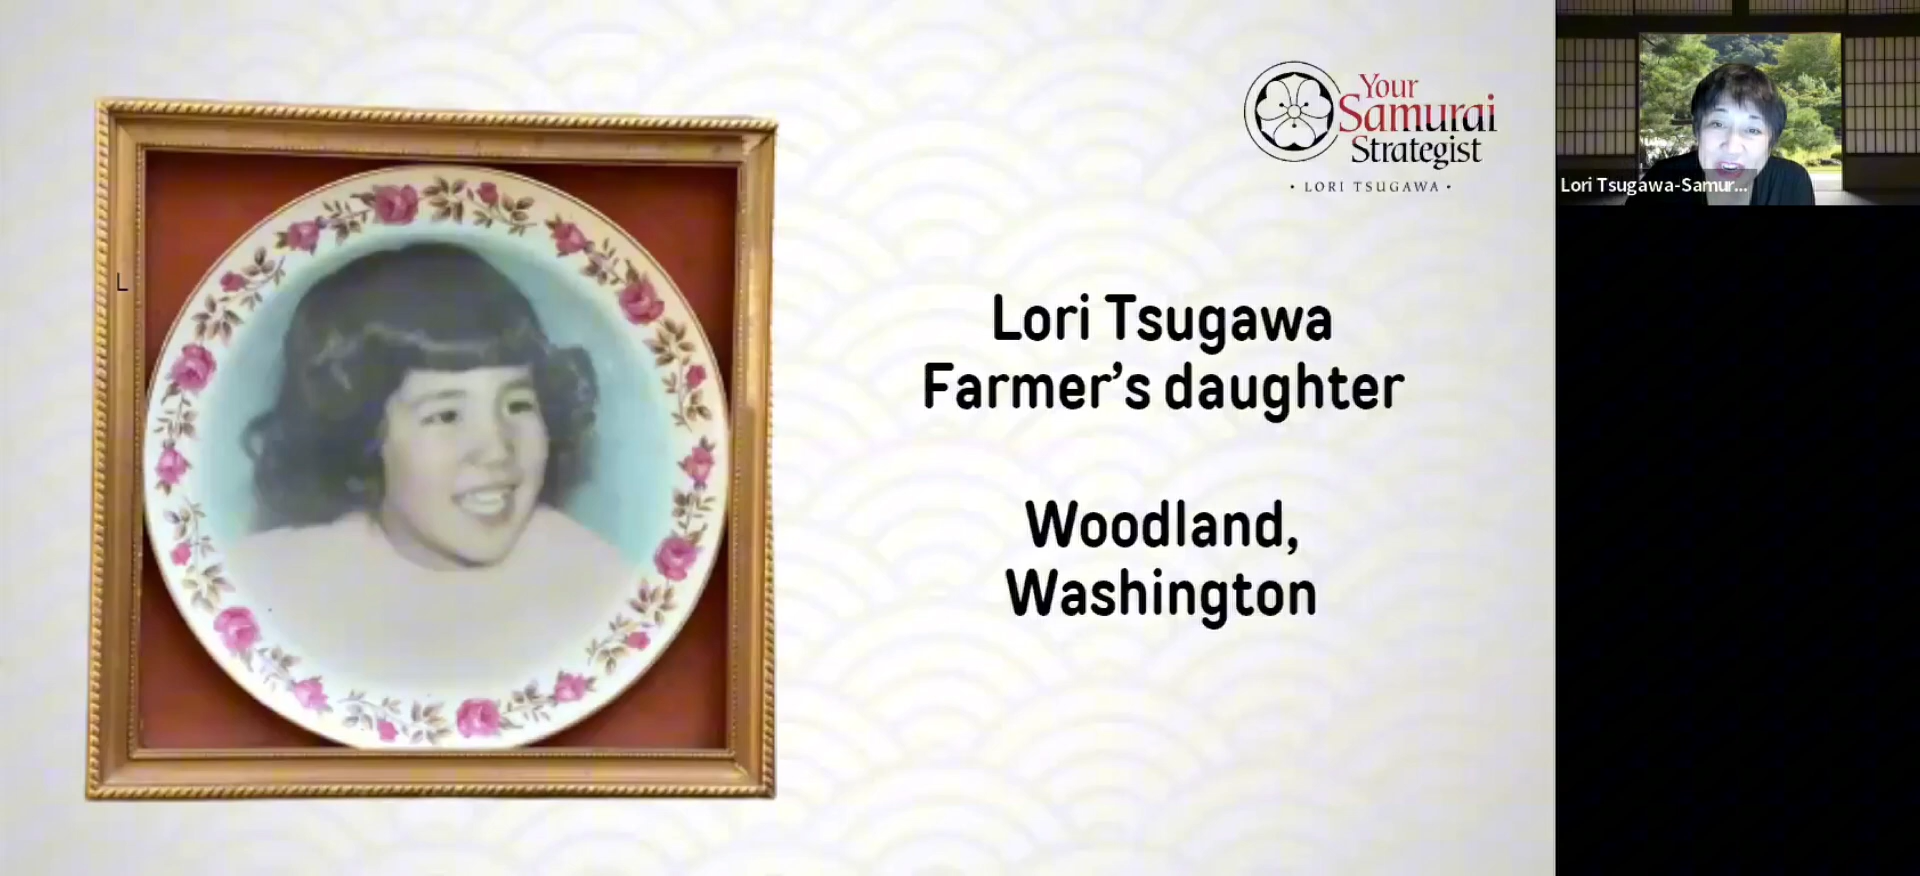 Your
Samurai
Strategist
• LORI TSUGAWA •
Lori Tsugawa-Samur...
L
Lori Tsugawa
Farmer's daughter
Woodland,
Washington